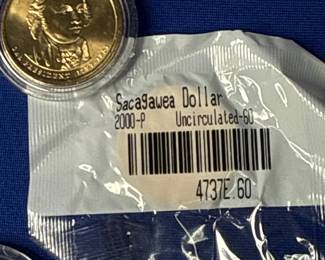 Sacagawea Dollar
2000-P Uncirculated-60
4737E.60